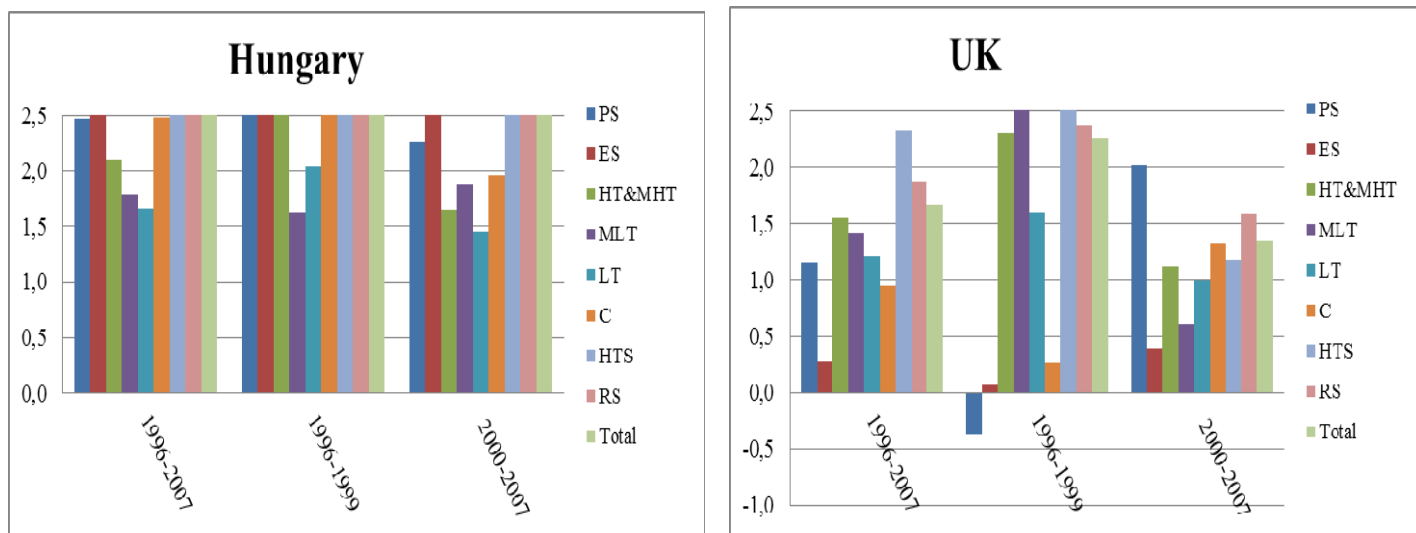 Hungary
2,5
2,0
1,5
1,0
0,5
0,0
1996-2007
1996-1999
2000-2007
PS
ES
HT&MHT
MLT
LT
C
HTS
RS
Total
UK
2,5
2,0
1,5
1,0
0,5
0,0
-0,5
-1,0
1996-2007
1996-1999
2000-2007
PS
ES
HT&MHT
MLT
LT
C
HTS
RS
Total